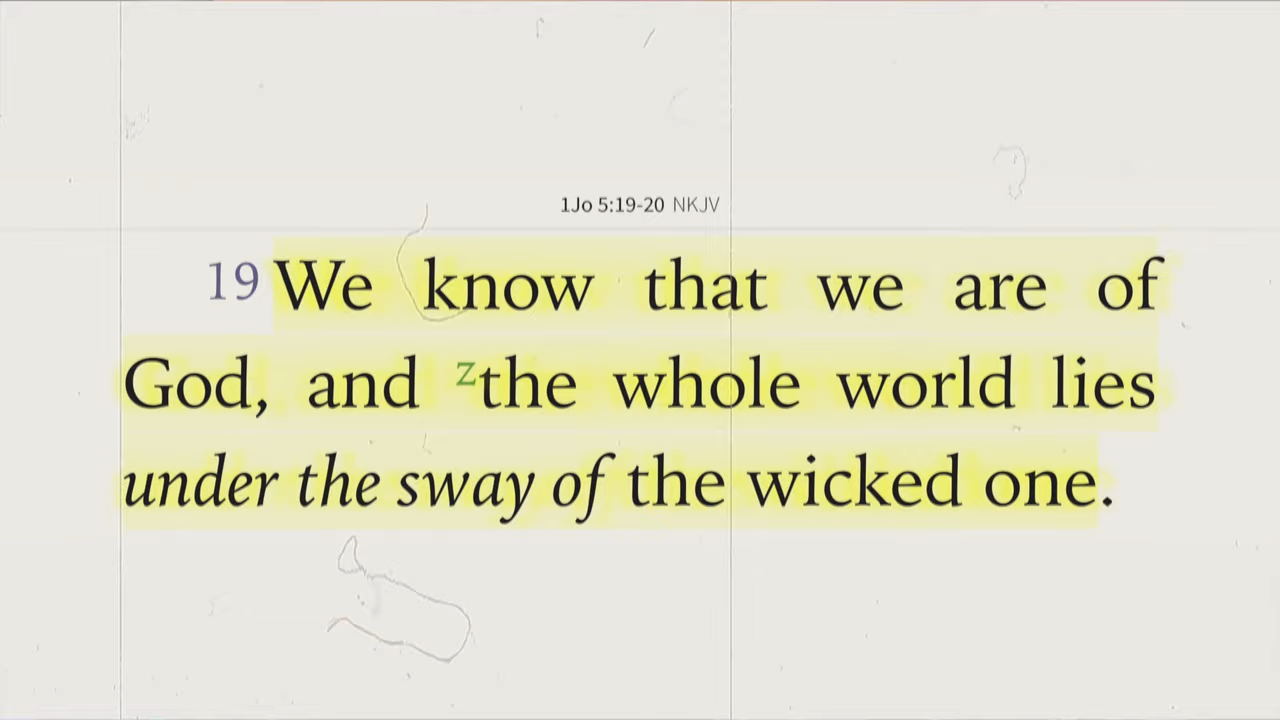 1Jo 5:19-20 NKJV
19 We know that we are of
God, and zthe whole world lies
under the sway of the wicked one.